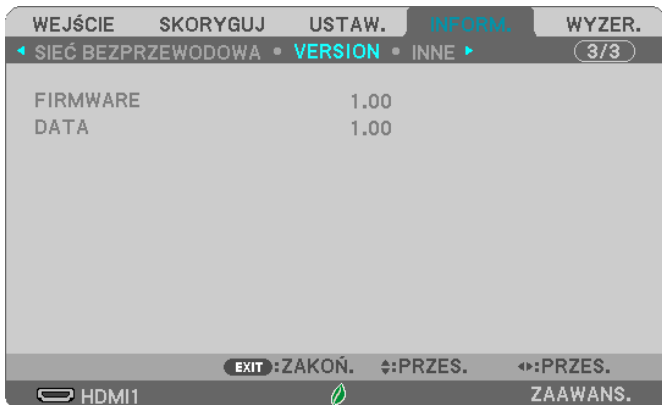 WEJŚCIE SKORYGUJ USTAW. INFORM. WYZER.
SIEĆ BEZPRZEWODOWA • VERSION • INNE 3/3
FIRMWARE 1.00
DATA 1.00
EXIT :ZAKOŃ. :PRZES. :PRZES.
HDMI1 ZAAWANS.